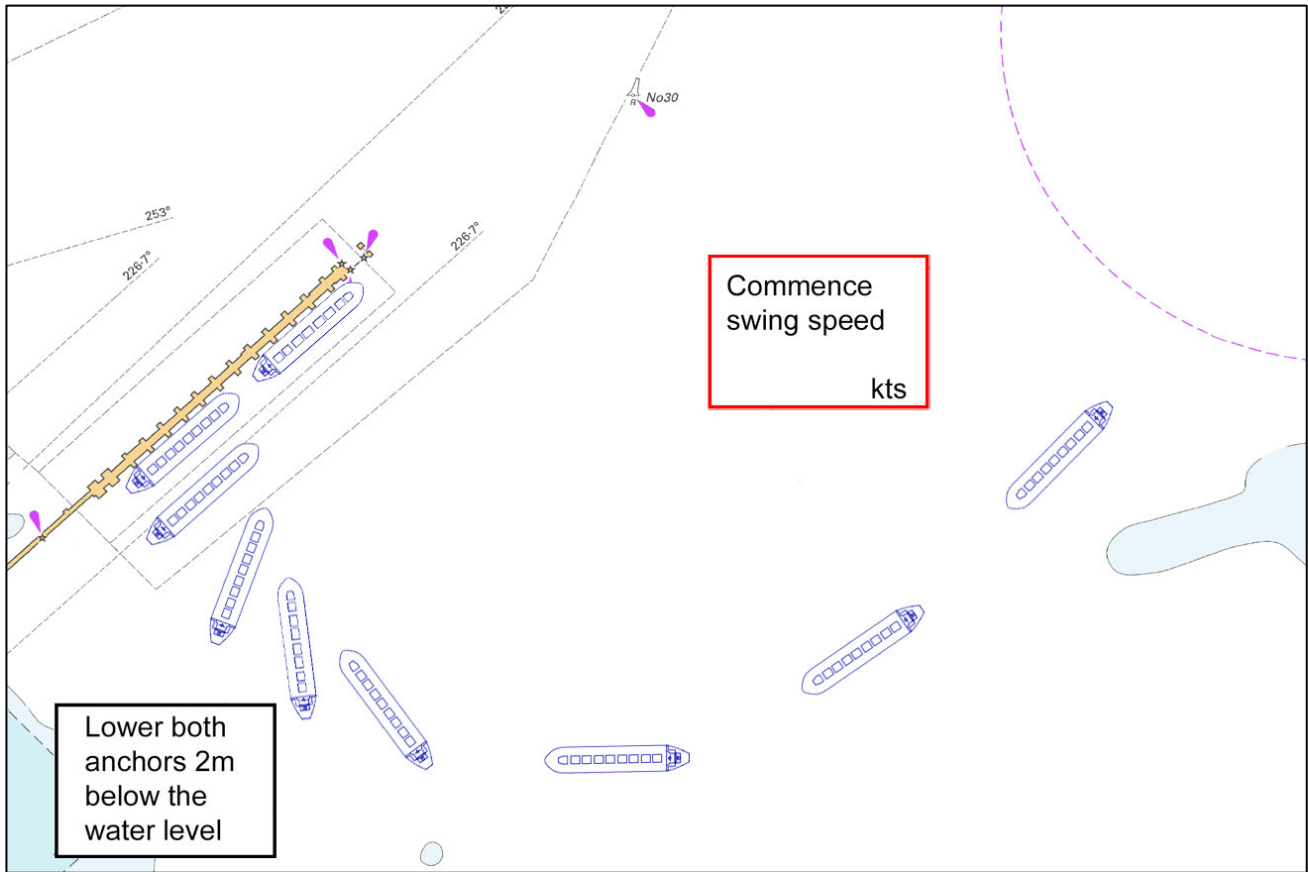 No30
R
253°
226·7°
226·7°
Commence
swing speed
kts
Lower both
anchors 2m
below the
water level